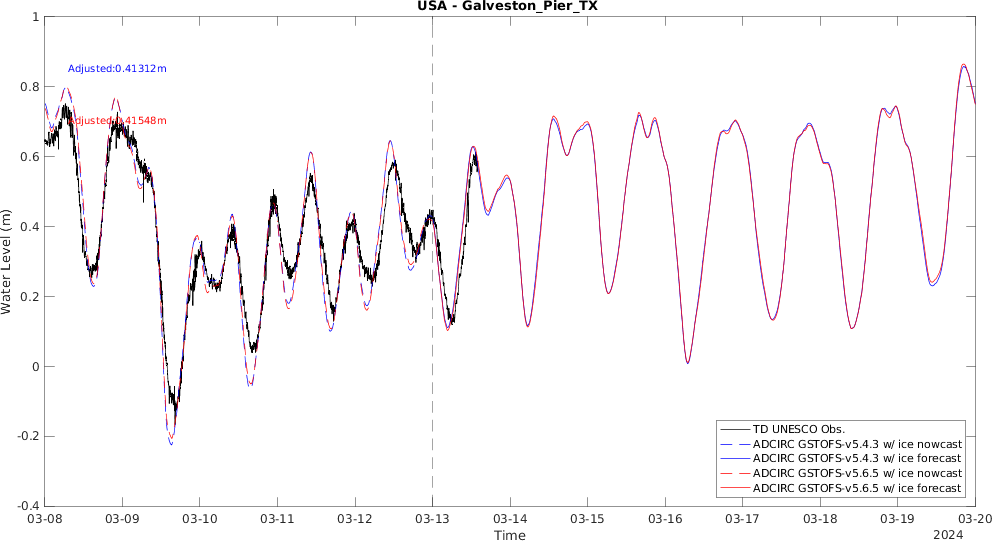 USA - Galveston_Pier_TX
1
0.8
0.6
0.4
0.2
0
-0.2
-0.4
Water Level (m)
Adjusted:0.41312m
Adjusted:0.41548m
TD UNESCO Obs.
ADCIRC GSTOFS-v5.4.3 w/ ice nowcast
ADCIRC GSTOFS-v5.4.3 w/ ice forecast
ADCIRC GSTOFS-v5.6.5 w/ ice nowcast
ADCIRC GSTOFS-v5.6.5 w/ ice forecast
03-08 03-09 03-10 03-11 03-12 03-13 03-14 03-15 03-16 03-17 03-18 03-19 03-20
Time
2024